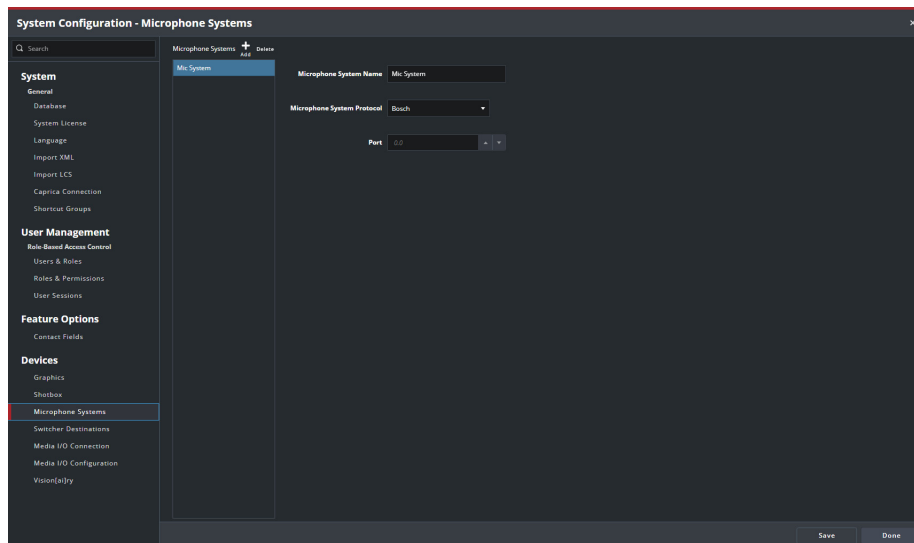 System Configuration - Microphone Systems
×
Search
System
General
Database
System License
Language
Import XML
Import LCS
Caprica Connection
Shortcut Groups
User Management
Role-Based Access Control
Users & Roles
Roles & Permissions
User Sessions
Feature Options
Contact Fields
Devices
Graphics
Shotbox
Microphone Systems
Switcher Destinations
Media I/O Connection
Media I/O Configuration
Vision[ai]ry
Microphone Systems Add Delete
Mic System
Microphone System Name Mic System
Microphone System Protocol Bosch
Port 0.0
Save Done